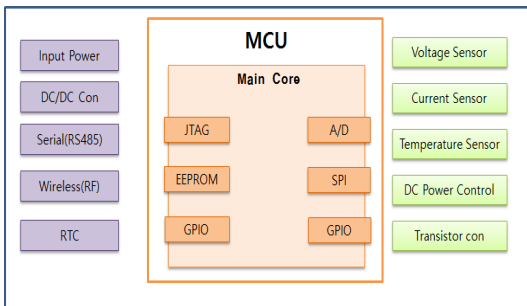 MCU
Main Core
Input Power
DC/DC Con
Serial(RS485)
Wireless(RF)
RTC
JTAG
EEPROM
GPIO
A/D
SPI
GPIO
Voltage Sensor
Current Sensor
Temperature Sensor
DC Power Control
Transistor con